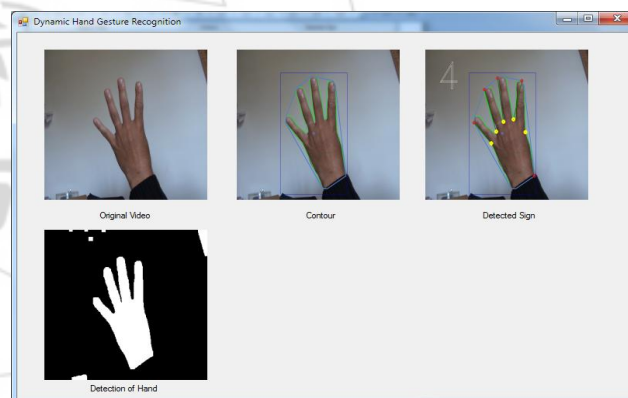 Dynamic Hand Gesture Recognition
4
Original Video
Contour
Detected Sign
Detection of Hand